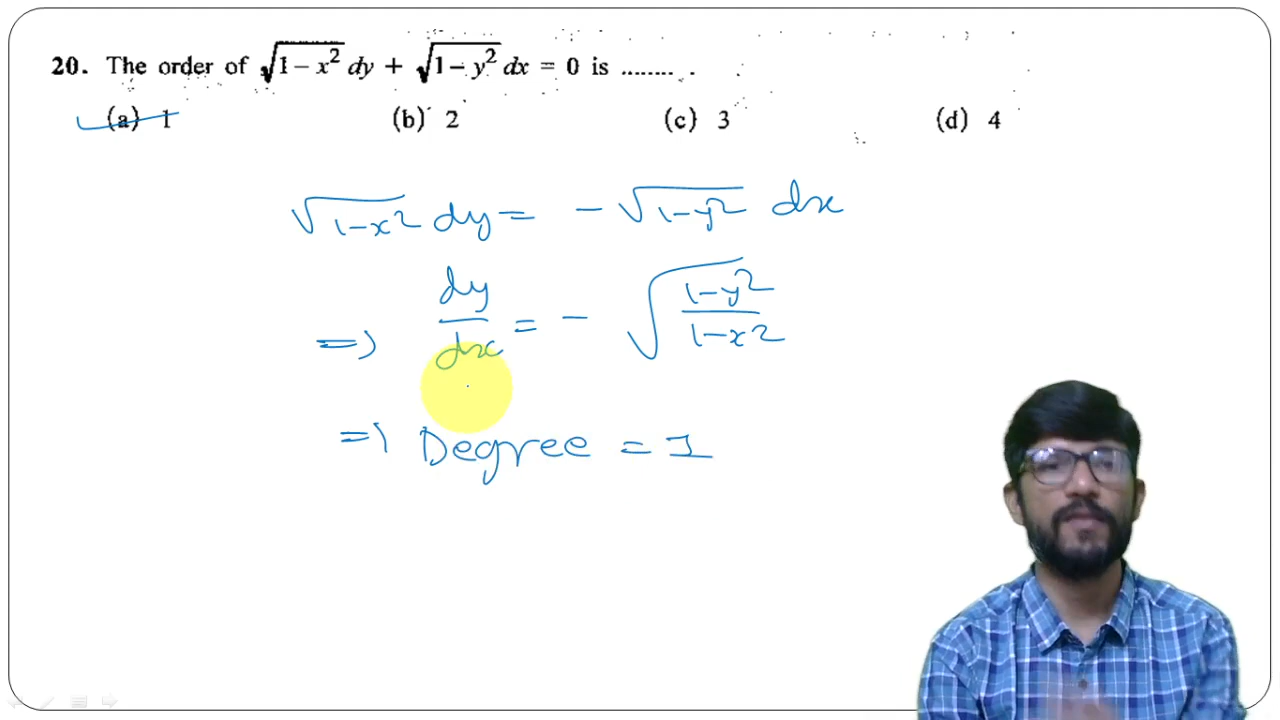 20. The order of √(1 – x²) dy + √(1 – y²) dx = 0 is ........ .
(a) 1 (b) 2 (c) 3 (d) 4
√(1-x²) dy = - √(1-y²) dx
⇒ dy/dx = - √((1-y²)/(1-x²))
⇒ Degree = 1